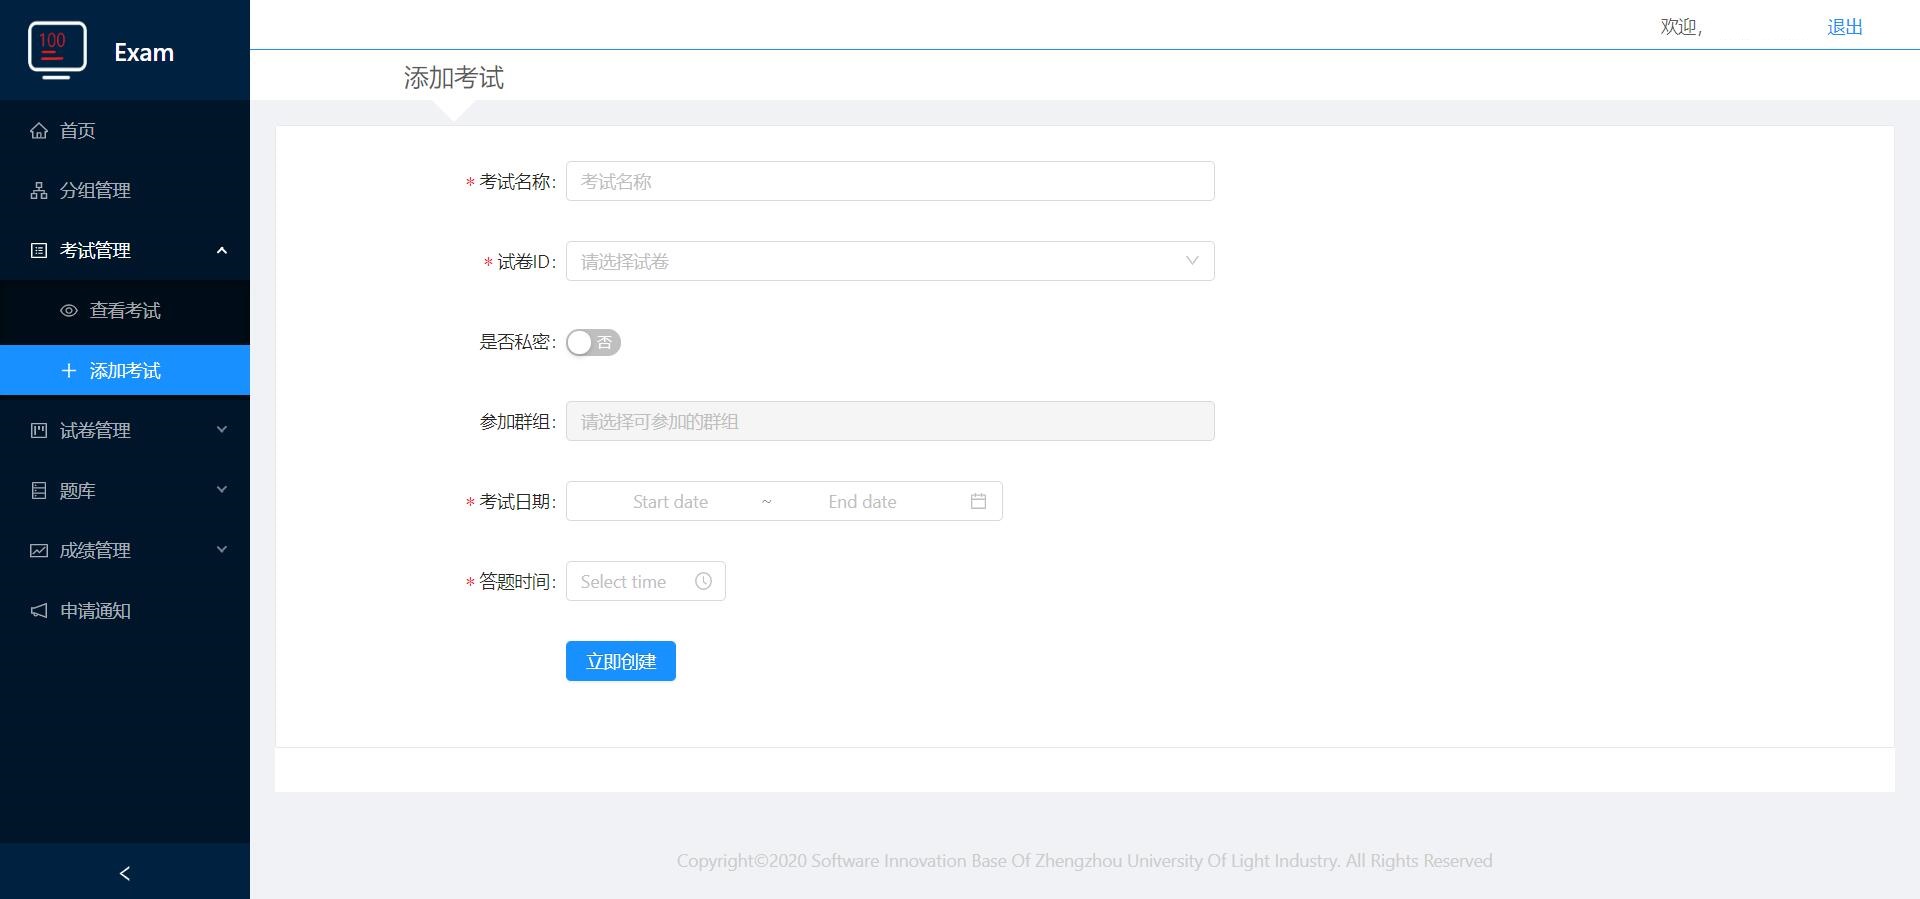 100
Exam
首页
分组管理
考试管理
查看考试
添加考试
试卷管理
题库
成绩管理
申请通知
欢迎,
退出
添加考试
* 考试名称: 考试名称
* 试卷ID: 请选择试卷
是否私密: 否
参加群组: 请选择可参加的群组
* 考试日期: Start date ~ End date
* 答题时间: Select time
立即创建
Copyright©2020 Software Innovation Base Of Zhengzhou University Of Light Industry. All Rights Reserved